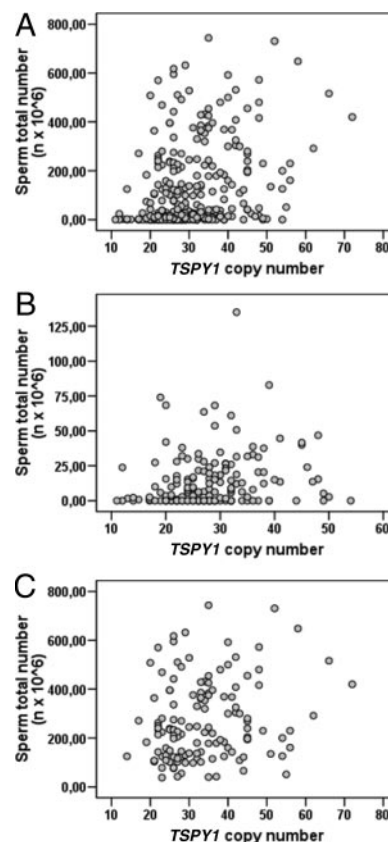 A
Sperm total number
(n x 10^6)
800,00
600,00
400,00
200,00
0,00
10 20 30 40 50 60 70 80
TSPY1 copy number
B
Sperm total number
(n x 10^6)
125,00
100,00
75,00
50,00
25,00
0,00
10 20 30 40 50 60
TSPY1 copy number
C
Sperm total number
(n x 10^6)
800,00
600,00
400,00
200,00
0,00
10 20 30 40 50 60 70 80
TSPY1 copy number